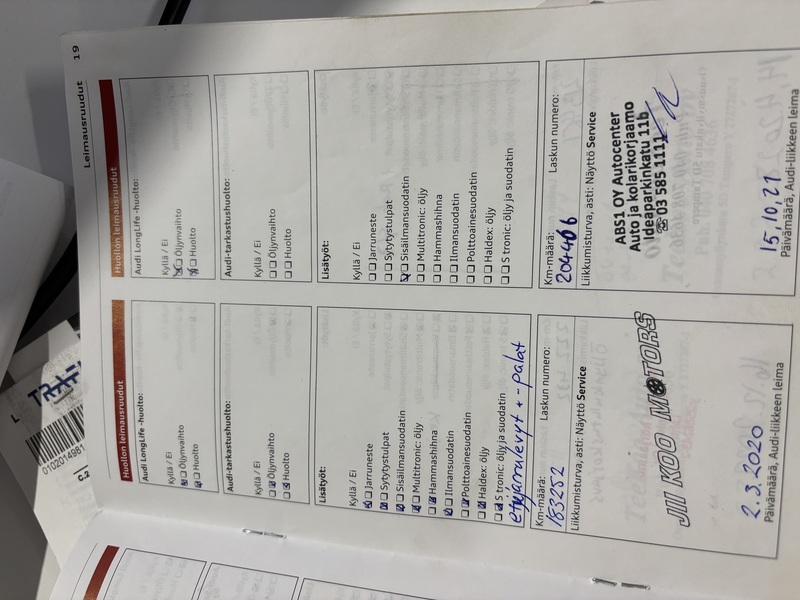 Leimausruudut 19
Huollon leimausruudut
Audi LongLife -huolto:
Kyllä / Ei
Öljynvaihto
Huolto
Audi-tarkastushuolto:
Kyllä / Ei
Öljynvaihto
Huolto
Lisätyöt:
Kyllä / Ei
Jarruneste
Sytytystulpat
Sisäilmansuodatin
Multitronic: öljy
Hammashihna
Ilmansuodatin
Polttoainesuodatin
Haldex: öljy
S tronic: öljy ja suodatin
etujarrulevyt + -palat
Km-määrä: Laskun numero:
183252
Liikkumisturva, asti: Näyttö Service
JII KOO MOTORS
2.3.2020
Päivämäärä, Audi-liikkeen leima
Huollon leimausruudut
Audi LongLife -huolto:
Kyllä / Ei
Öljynvaihto
Huolto
Audi-tarkastushuolto:
Kyllä / Ei
Öljynvaihto
Huolto
Lisätyöt:
Kyllä / Ei
Jarruneste
Sytytystulpat
Sisäilmansuodatin
Multitronic: öljy
Hammashihna
Ilmansuodatin
Polttoainesuodatin
Haldex: öljy
S tronic: öljy ja suodatin
Km-määrä: Laskun numero:
204406
Liikkumisturva, asti: Näyttö Service
ABS1 OY Autocenter
Auto ja kolarikorjaamo
Ideaparkinkatu 11b
☎ 03 585 1111
15,10,21
Päivämäärä, Audi-liikkeen leima
TRAFI